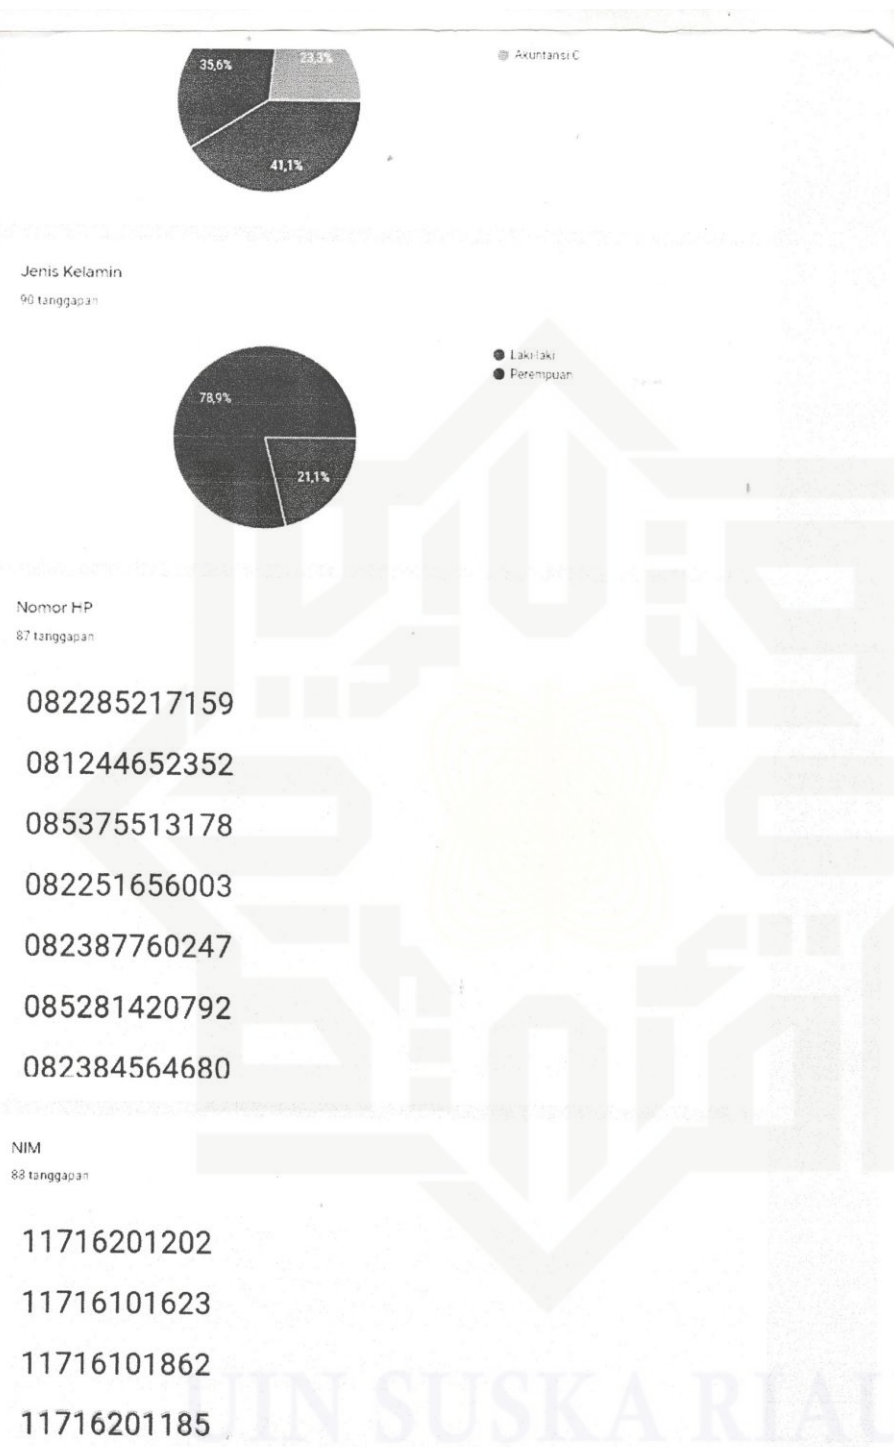 35,6%
23,3%
Akuntansi C
41,1%
Jenis Kelamin
90 tanggapan
Laki-laki
Perempuan
78,9%
21,1%
Nomor HP
87 tanggapan
082285217159
081244652352
085375513178
082251656003
082387760247
085281420792
082384564680
NIM
88 tanggapan
11716201202
11716101623
11716101862
11716201185
UIN SUSKA RIAU